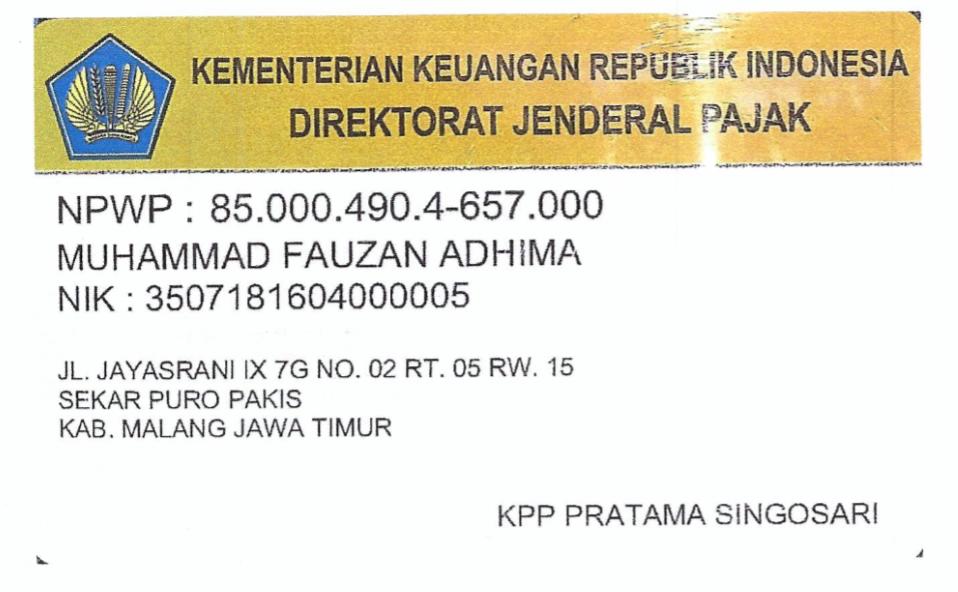 KEMENTERIAN KEUANGAN REPUBLIK INDONESIA
DIREKTORAT JENDERAL PAJAK
NPWP : 85.000.490.4-657.000
MUHAMMAD FAUZAN ADHIMA
NIK : 3507181604000005
JL. JAYASRANI IX 7G NO. 02 RT. 05 RW. 15
SEKAR PURO PAKIS
KAB. MALANG JAWA TIMUR
KPP PRATAMA SINGOSARI